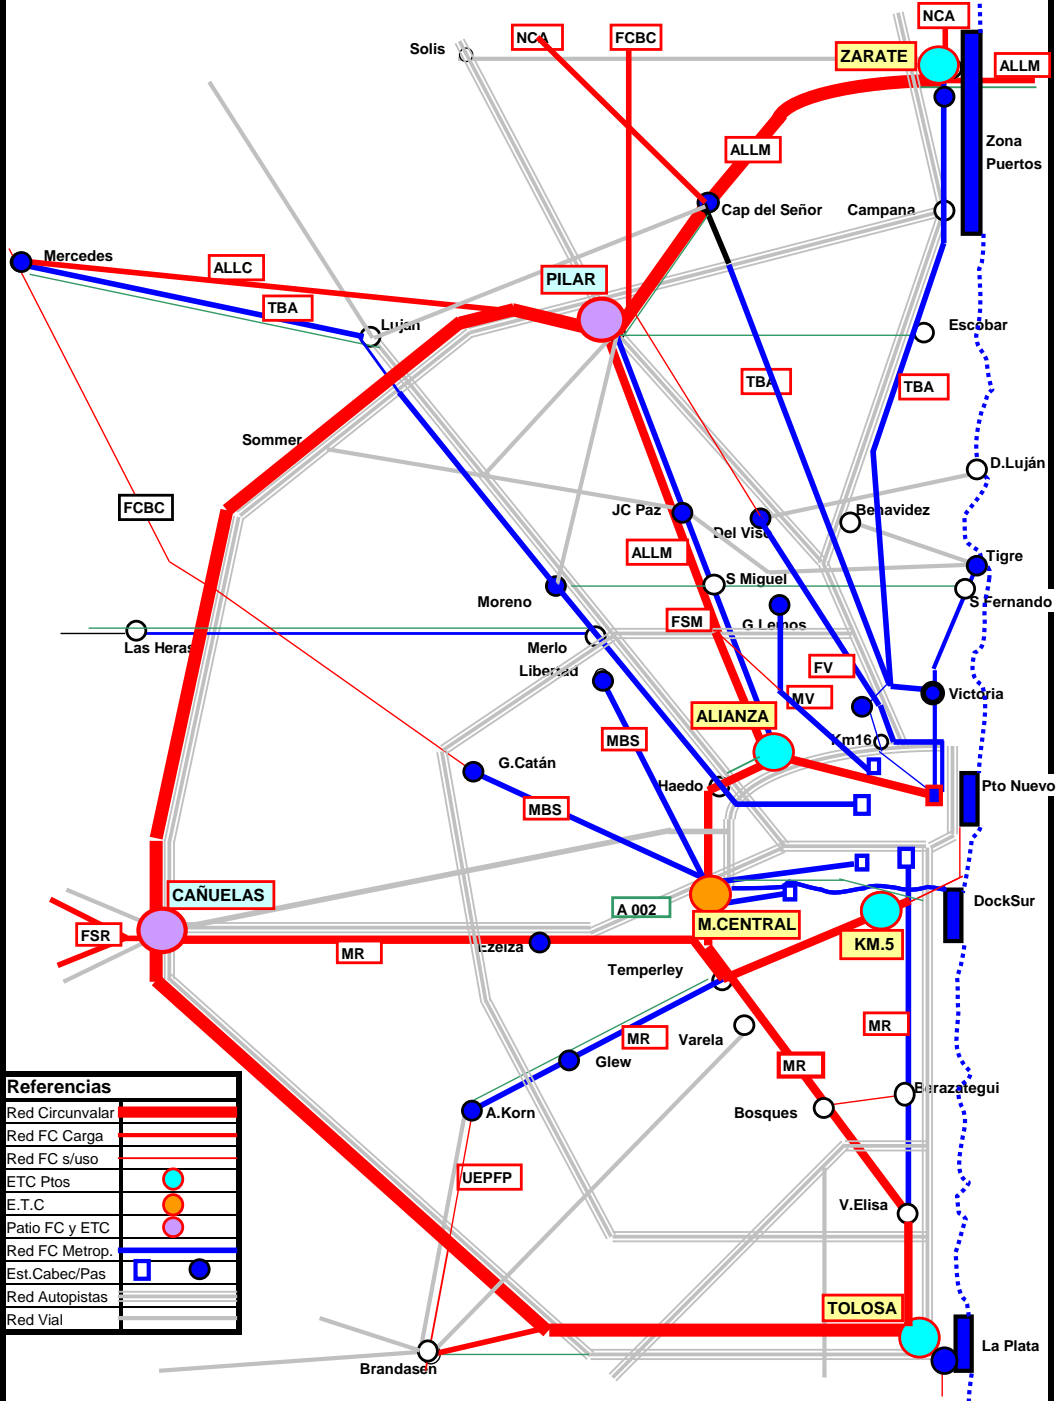 NCA
Solis
NCA
FCBC
ZARATE
ALLM
Zona
Puertos
ALLM
Cap del Señor
Campana
Mercedes
ALLC
PILAR
TBA
Luján
Escobar
TBA
TBA
Sommer
D.Luján
FCBC
JC Paz
Del Viso
Benavidez
ALLM
Tigre
S Miguel
Moreno
S Fernando
G.Lemos
FSM
Las Heras
Merlo
Libertad
FV
MV
Victoria
ALIANZA
MBS
Km16
G.Catán
Haedo
Pto Nuevo
MBS
CAÑUELAS
A 002
DockSur
M.CENTRAL
FSR
MR
Ezeiza
KM.5
Temperley
MR
MR
Varela
Glew
MR
Berazategui
A.Korn
Bosques
UEPFP
V.Elisa
TOLOSA
La Plata
Brandasen
Referencias
Red Circunvalar
Red FC Carga
Red FC s/uso
ETC Ptos
E.T.C
Patio FC y ETC
Red FC Metrop.
Est.Cabec/Pas
Red Autopistas
Red Vial